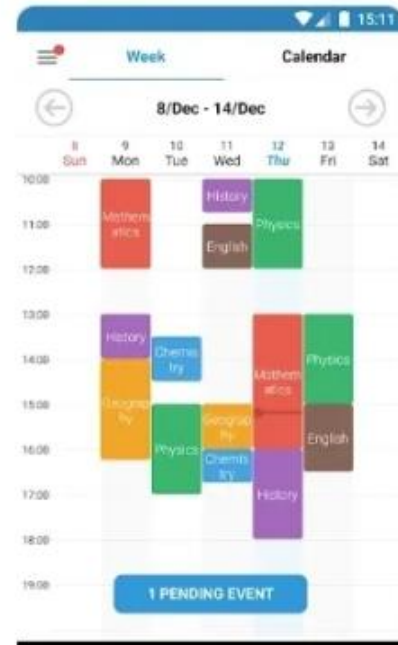 15:11
Week Calendar
8/Dec - 14/Dec
8 9 10 11 12 13 14
Sun Mon Tue Wed Thu Fri Sat
10:00
Mathem
atics
History
Physics
11:00
English
12:00
13:00
History
Chemis
try
Mathem
atics
Physics
14:00
Geograp
hy
15:00
Physics
Geograp
hy
English
16:00
Chemis
try
History
17:00
18:00
19:00
1 PENDING EVENT